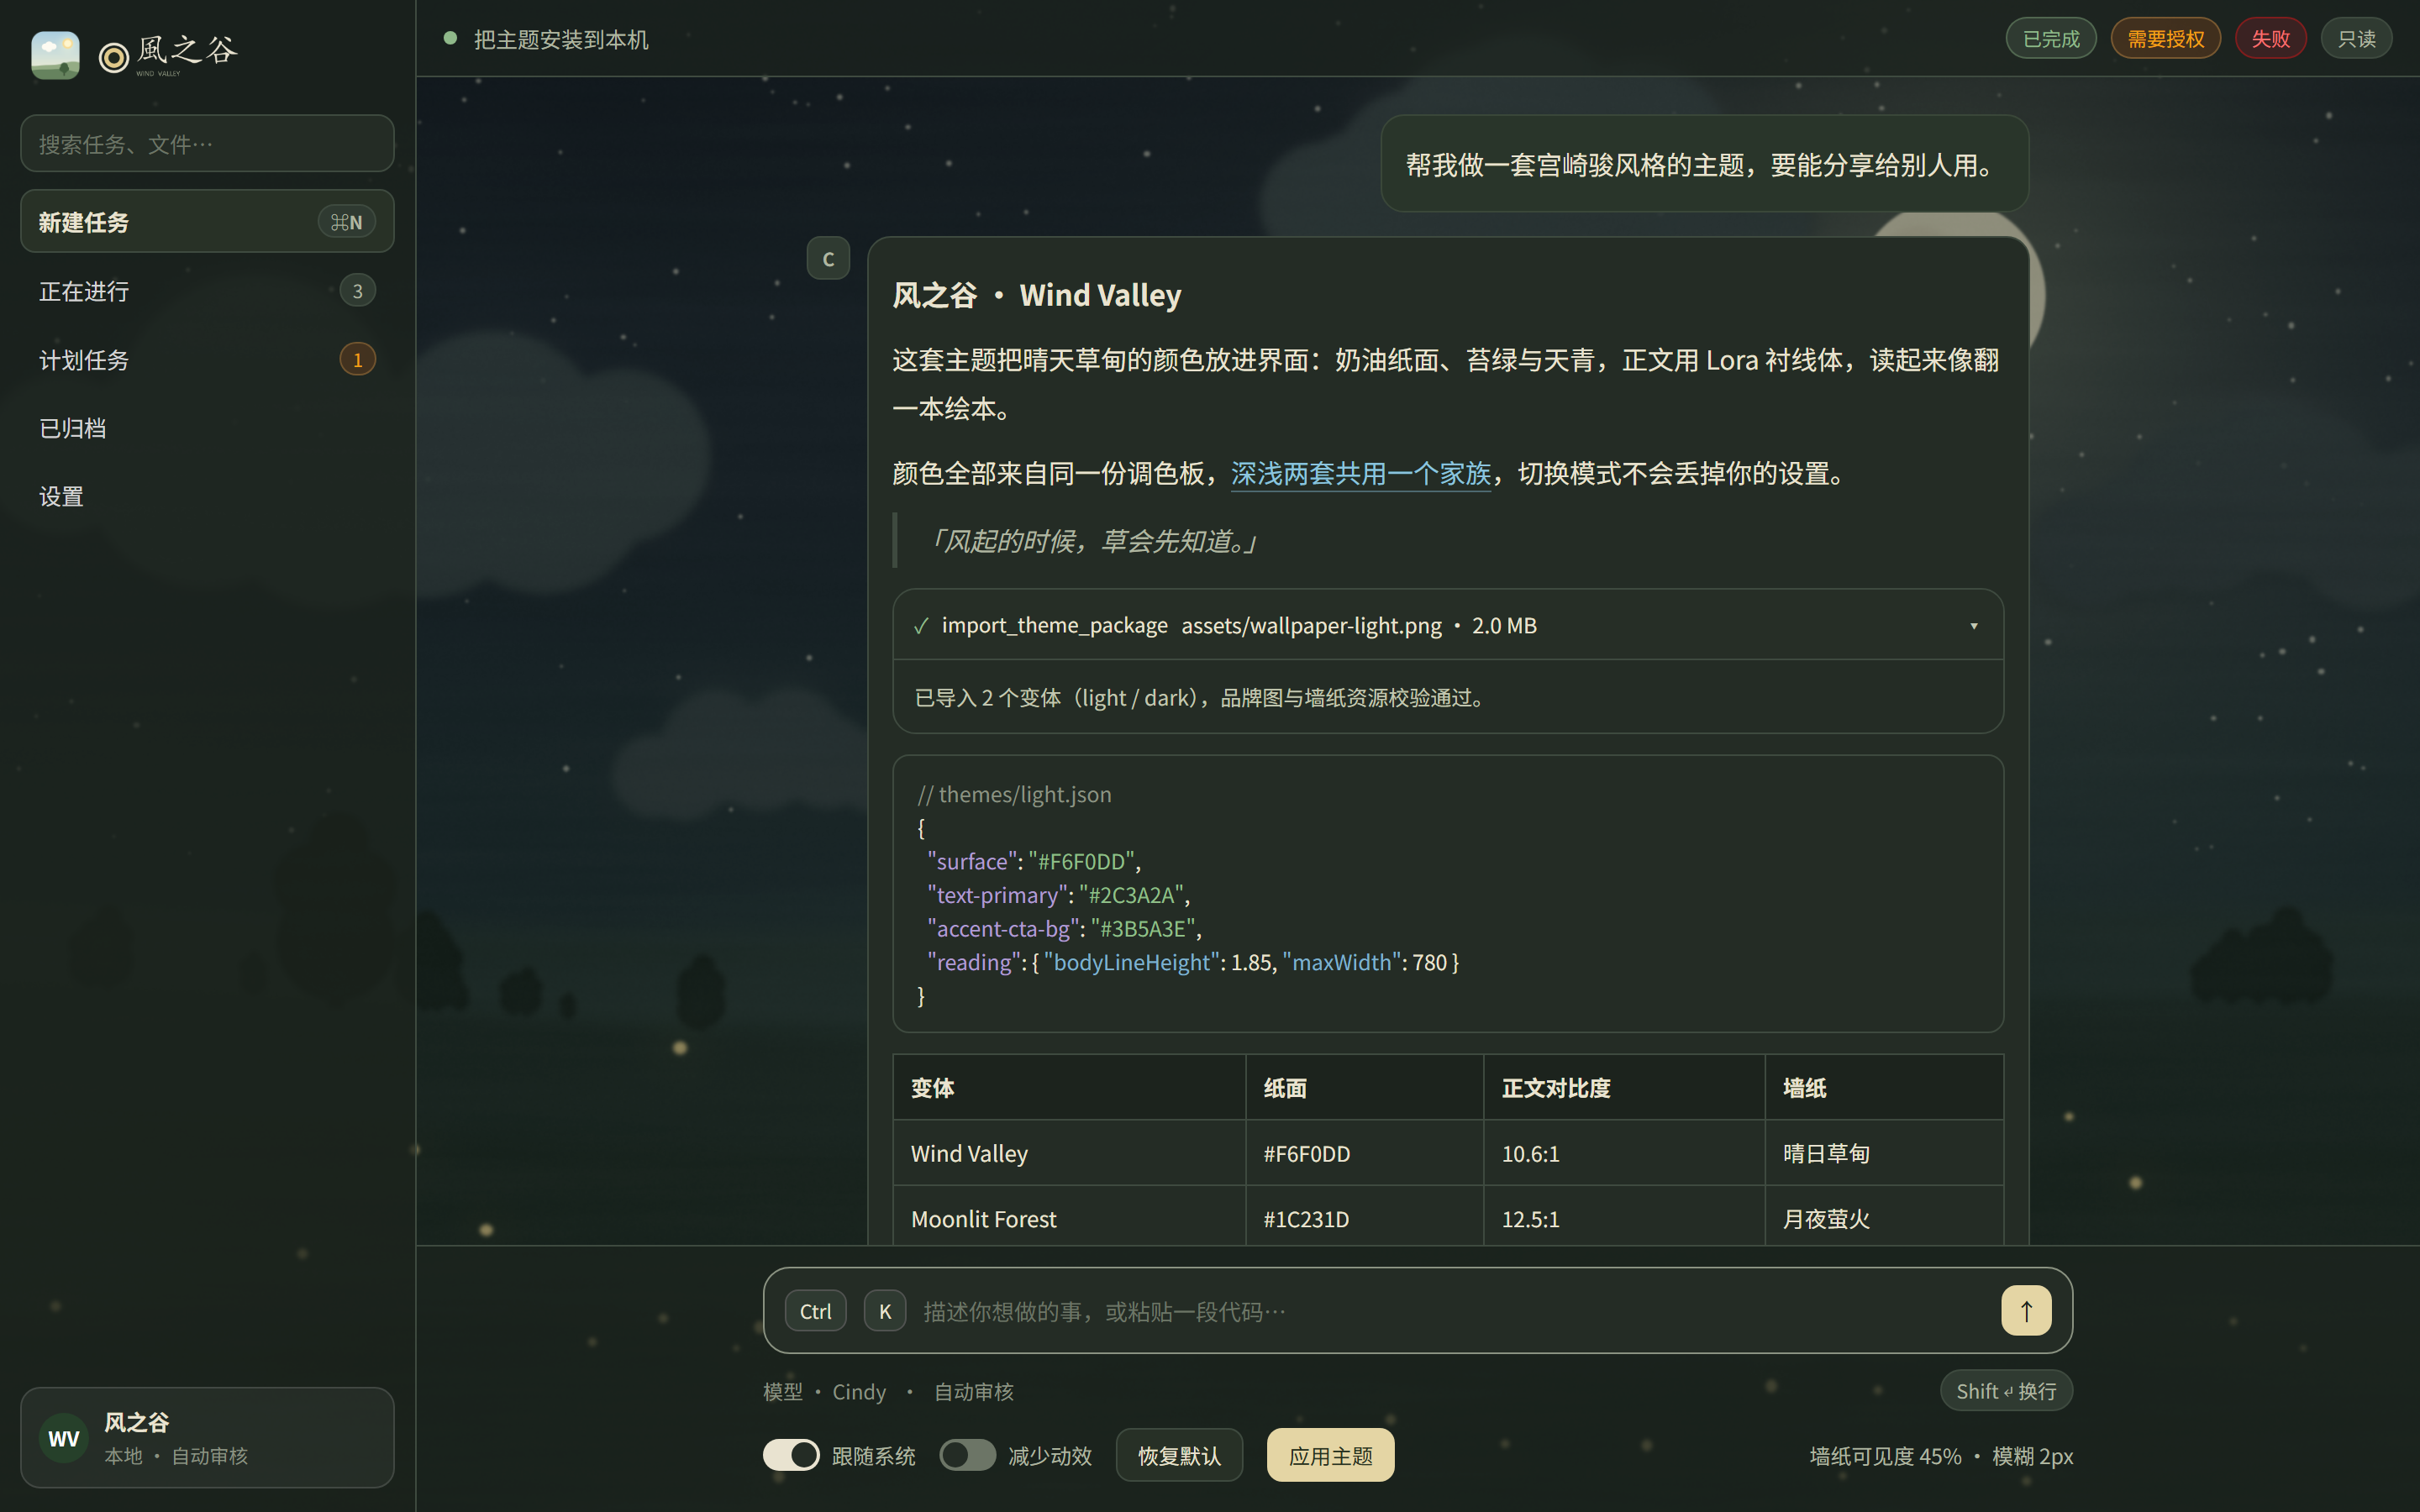 風之谷
WIND VALLEY
搜索任务、文件…
新建任务 ⌘N
正在进行 3
计划任务 1
已归档
设置
WV
风之谷
本地 · 自动审核
把主题安装到本机
已完成 需要授权 失败 只读
帮我做一套宫崎骏风格的主题，要能分享给别人用。
C
风之谷 · Wind Valley
这套主题把晴天草甸的颜色放进界面：奶油纸面、苔绿与天青，正文用 Lora 衬线体，读起来像翻
一本绘本。
颜色全部来自同一份调色板，深浅两套共用一个家族，切换模式不会丢掉你的设置。
「风起的时候，草会先知道。」
✓ import_theme_package assets/wallpaper-light.png · 2.0 MB ▾
已导入 2 个变体（light / dark），品牌图与墙纸资源校验通过。
// themes/light.json
{
"surface": "#F6F0DD",
"text-primary": "#2C3A2A",
"accent-cta-bg": "#3B5A3E",
"reading": { "bodyLineHeight": 1.85, "maxWidth": 780 }
}
变体 纸面 正文对比度 墙纸
Wind Valley #F6F0DD 10.6:1 晴日草甸
Moonlit Forest #1C231D 12.5:1 月夜萤火
Ctrl K 描述你想做的事，或粘贴一段代码… ↑
模型 · Cindy · 自动审核 Shift ⏎ 换行
跟随系统 减少动效 恢复默认 应用主题 墙纸可见度 45% · 模糊 2px